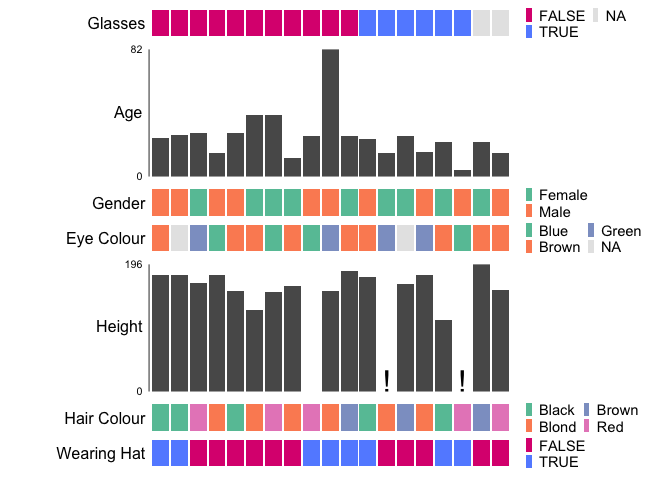 Glasses
FALSE NA
TRUE
82
Age
0
Gender
Female
Male
Eye Colour
Blue Green
Brown NA
196
Height
! !
0
Hair Colour
Black Brown
Blond Red
Wearing Hat
FALSE
TRUE